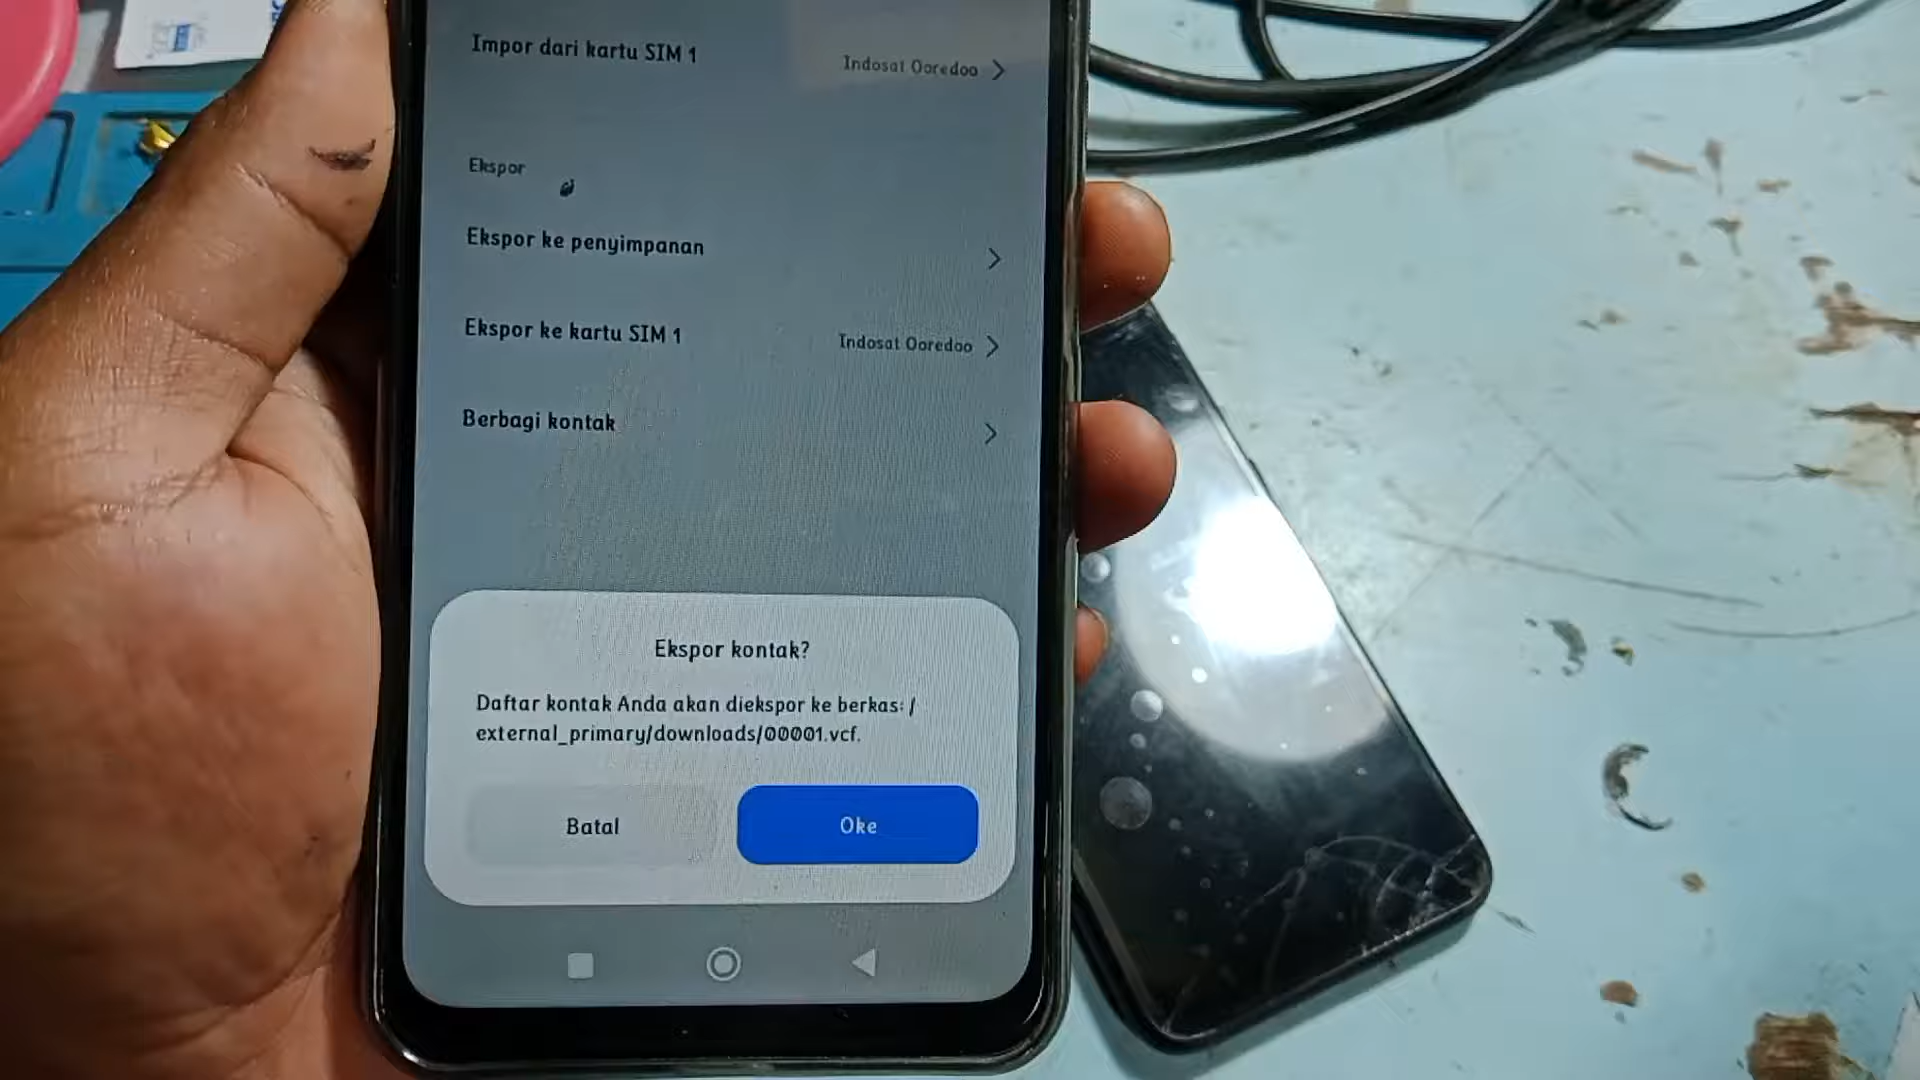 Impor dari kartu SIM 1
Indosat Ooredoo
Ekspor
Ekspor ke penyimpanan
Ekspor ke kartu SIM 1
Indosat Ooredoo
Berbagi kontak
Ekspor kontak?
Daftar kontak Anda akan diekspor ke berkas: /
external_primary/downloads/00001.vcf.
Batal
Oke